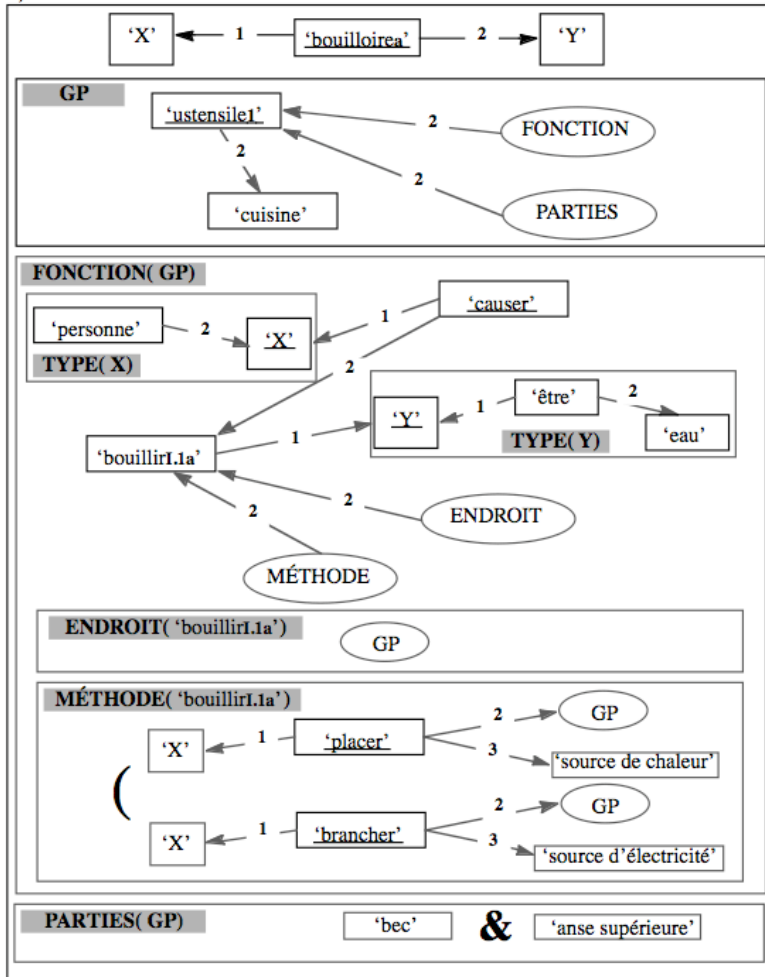 )
‘X’ 1 ‘bouilloirea’ 2 ‘Y’
GP
‘ustensile1’
2
FONCTION
2
2
‘cuisine’
PARTIES
FONCTION( GP)
‘personne’
2
‘X’
1
‘causer’
TYPE( X)
2
‘Y’
1
‘être’
2
TYPE( Y)
‘eau’
‘bouillirI.1a’
1
2
2
ENDROIT
MÉTHODE
ENDROIT( ‘bouillirI.1a’)
GP
MÉTHODE( ‘bouillirI.1a’)
(
‘X’ 1 ‘placer’ 2 GP
3 ‘source de chaleur’
‘X’ 1 ‘brancher’ 2 GP
3 ‘source d’électricité’
PARTIES( GP)
‘bec’ & ‘anse supérieure’